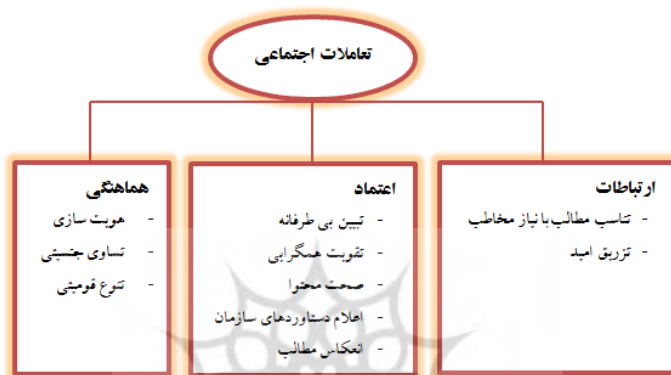 تعاملات اجتماعی
ارتباطات
- تناسب مطالب با نیاز مخاطب
- تزریق امید
اعتماد
- تبیین بی طرفانه
- تقویت همگرایی
- صحت محتوا
- اعلام دستاوردهای سازمان
- انعکاس مطالب
هماهنگی
- هویت سازی
- تساوی جنسیتی
- تنوع قومیتی